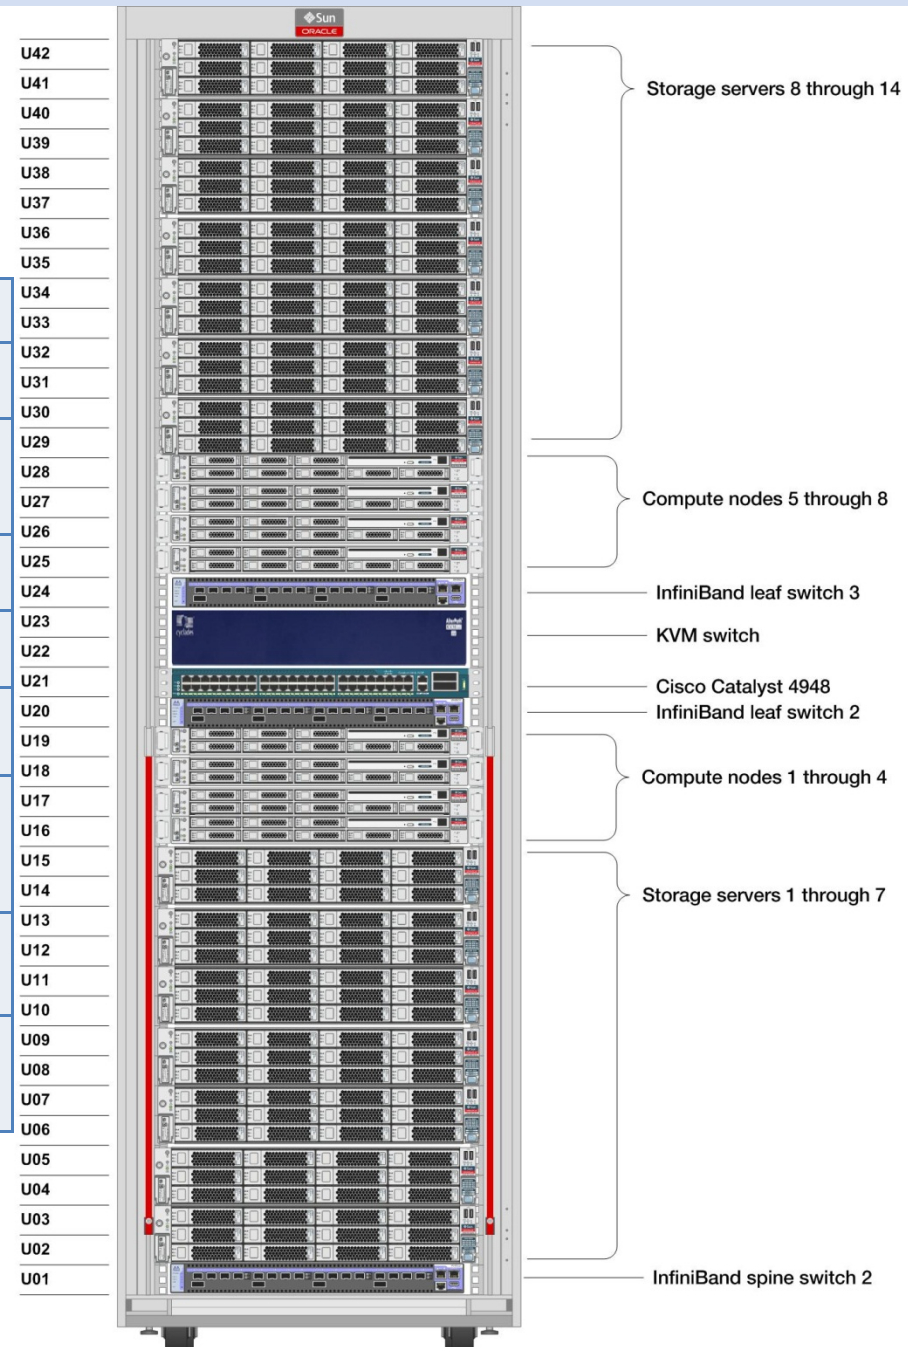 Sun
ORACLE
U42
U41
Storage servers 8 through 14
U40
U39
U38
U37
U36
U35
U34
U33
U32
U31
U30
U29
U28
U27
Compute nodes 5 through 8
U26
U25
U24
InfiniBand leaf switch 3
U23
KVM switch
U22
U21
Cisco Catalyst 4948
U20
InfiniBand leaf switch 2
U19
U18
Compute nodes 1 through 4
U17
U16
U15
U14
Storage servers 1 through 7
U13
U12
U11
U10
U09
U08
U07
U06
U05
U04
U03
U02
U01
InfiniBand spine switch 2